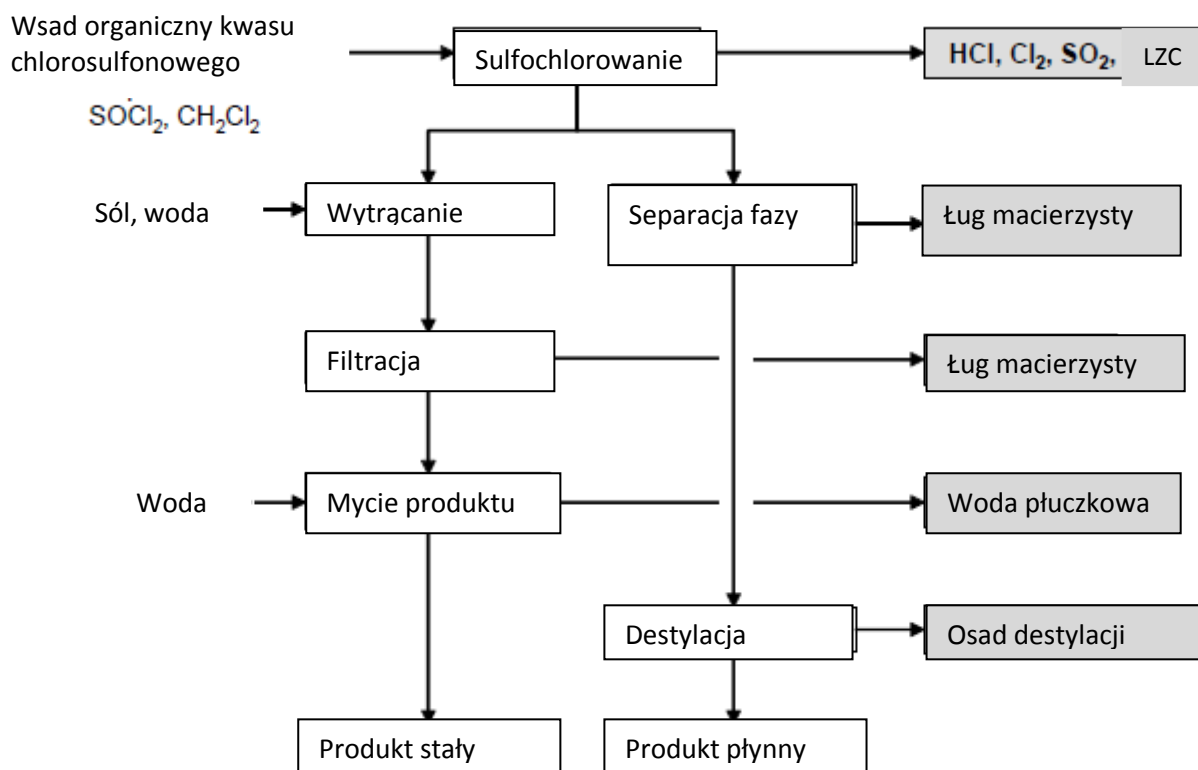 Wsad organiczny kwasu
chlorosulfonowego
SOCl₂, CH₂Cl₂
Sulfochlorowanie
HCl, Cl₂, SO₂, LZC
Sól, woda
Wytrącanie
Separacja fazy
Ług macierzysty
Filtracja
Ług macierzysty
Woda
Mycie produktu
Woda płuczkowa
Destylacja
Osad destylacji
Produkt stały
Produkt płynny